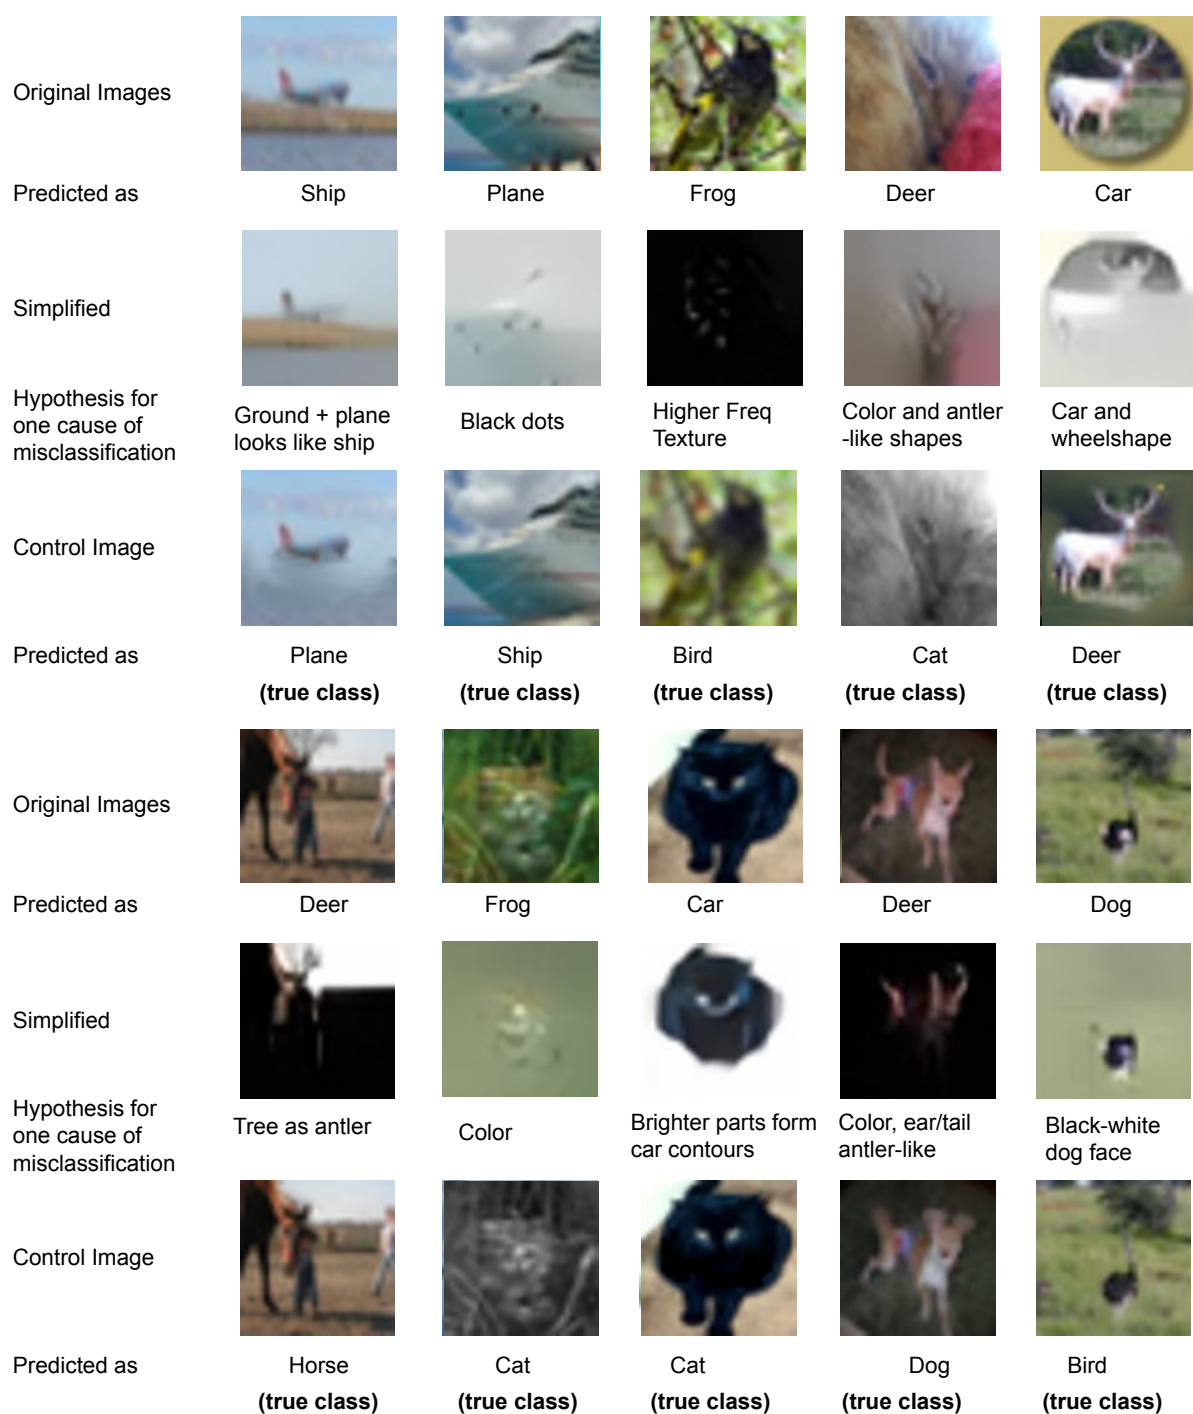 Original Images
Predicted as Ship Plane Frog Deer Car
Simplified
Hypothesis for
one cause of
misclassification
Ground + plane
looks like ship
Black dots
Higher Freq
Texture
Color and antler
-like shapes
Car and
wheelshape
Control Image
Predicted as Plane Ship Bird Cat Deer
(true class) (true class) (true class) (true class) (true class)
Original Images
Predicted as Deer Frog Car Deer Dog
Simplified
Hypothesis for
one cause of
misclassification
Tree as antler
Color
Brighter parts form
car contours
Color, ear/tail
antler-like
Black-white
dog face
Control Image
Predicted as Horse Cat Cat Dog Bird
(true class) (true class) (true class) (true class) (true class)